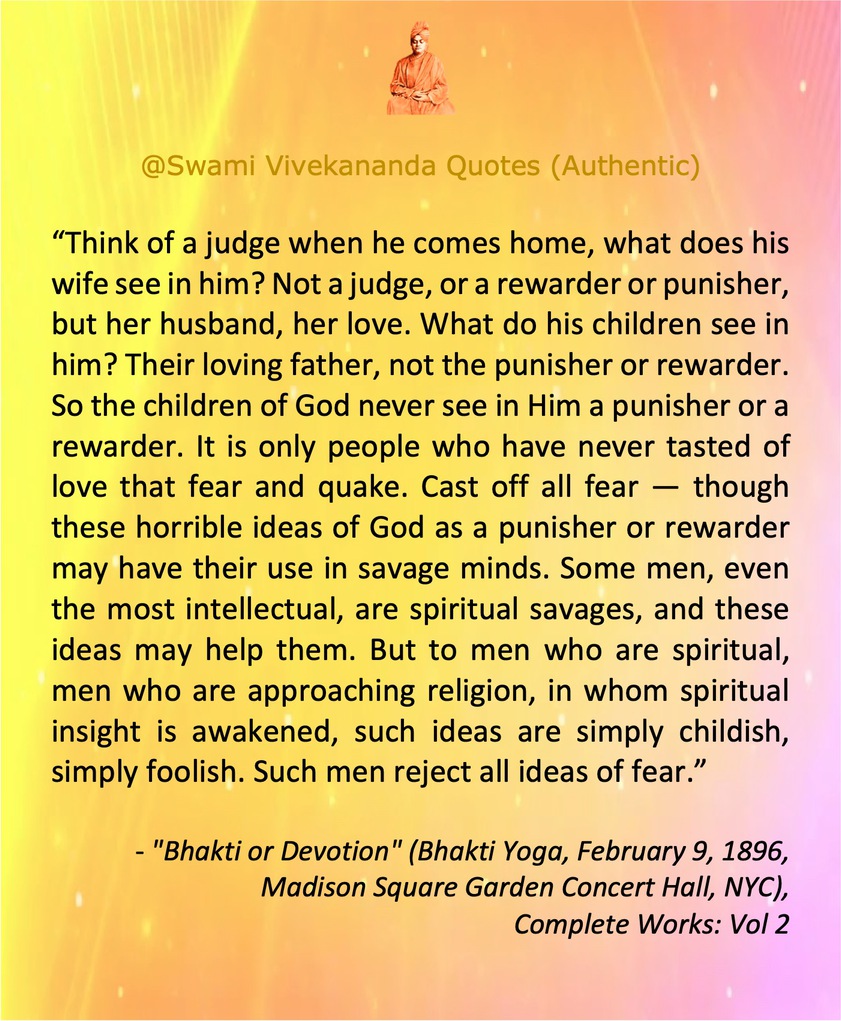 @Swami Vivekananda Quotes (Authentic)
“Think of a judge when he comes home, what does his
wife see in him? Not a judge, or a rewarder or punisher,
but her husband, her love. What do his children see in
him? Their loving father, not the punisher or rewarder.
So the children of God never see in Him a punisher or a
rewarder. It is only people who have never tasted of
love that fear and quake. Cast off all fear — though
these horrible ideas of God as a punisher or rewarder
may have their use in savage minds. Some men, even
the most intellectual, are spiritual savages, and these
ideas may help them. But to men who are spiritual,
men who are approaching religion, in whom spiritual
insight is awakened, such ideas are simply childish,
simply foolish. Such men reject all ideas of fear.”
- "Bhakti or Devotion" (Bhakti Yoga, February 9, 1896,
Madison Square Garden Concert Hall, NYC),
Complete Works: Vol 2